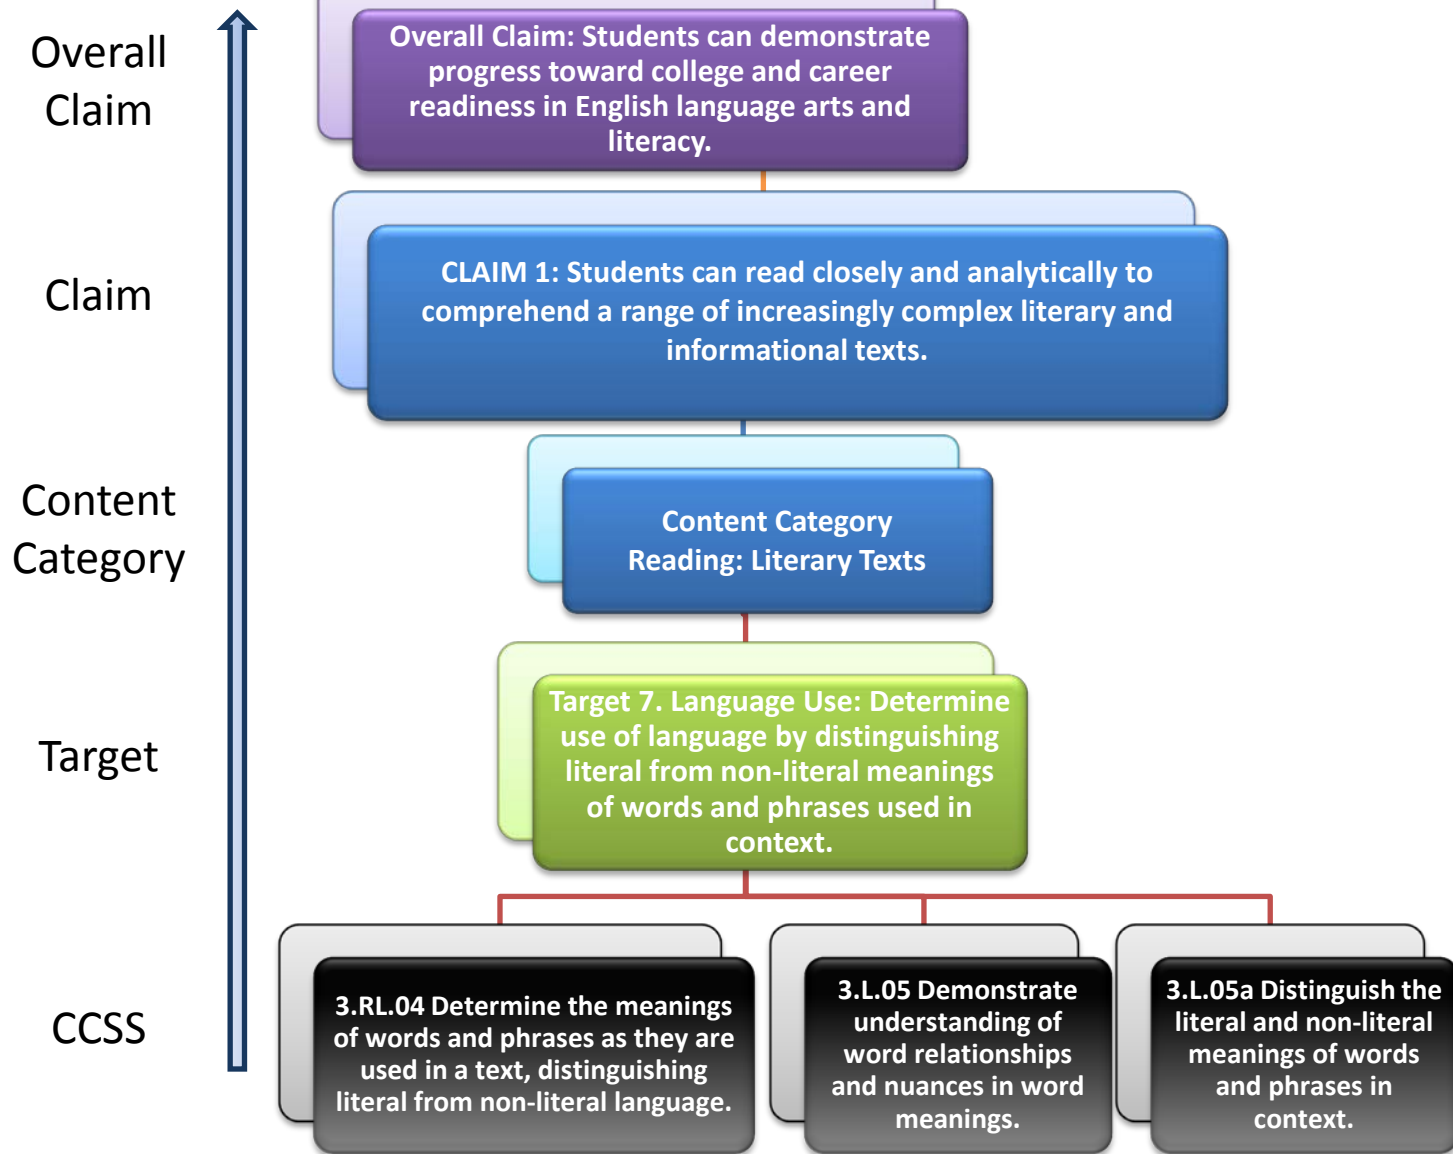 Overall
Claim
Overall Claim: Students can demonstrate
progress toward college and career
readiness in English language arts and
literacy.
Claim
CLAIM 1: Students can read closely and analytically to
comprehend a range of increasingly complex literary and
informational texts.
Content
Category
Content Category
Reading: Literary Texts
Target
Target 7. Language Use: Determine
use of language by distinguishing
literal from non-literal meanings
of words and phrases used in
context.
CCSS
3.RL.04 Determine the meanings
of words and phrases as they are
used in a text, distinguishing
literal from non-literal language.
3.L.05 Demonstrate
understanding of
word relationships
and nuances in word
meanings.
3.L.05a Distinguish the
literal and non-literal
meanings of words
and phrases in
context.